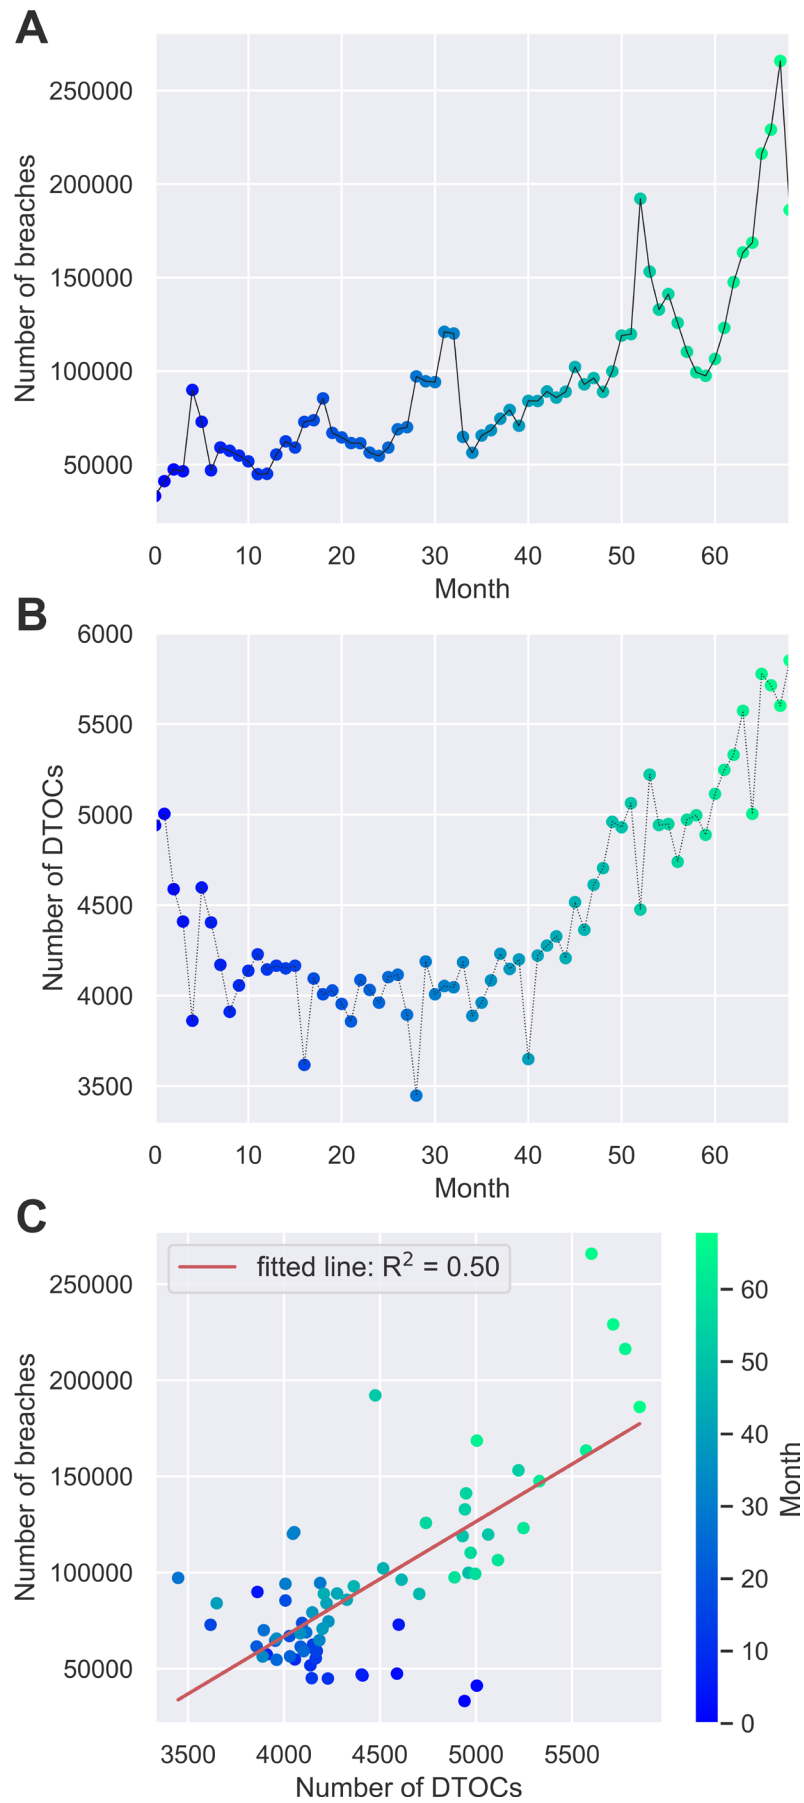 A
250000
200000
150000
100000
50000
Number of breaches
0 10 20 30 40 50 60
Month
B
6000
5500
5000
4500
4000
3500
Number of DTOCs
0 10 20 30 40 50 60
Month
C
fitted line: R² = 0.50
250000
200000
150000
100000
50000
Number of breaches
3500 4000 4500 5000 5500
Number of DTOCs
60
50
40
30
20
10
0
Month